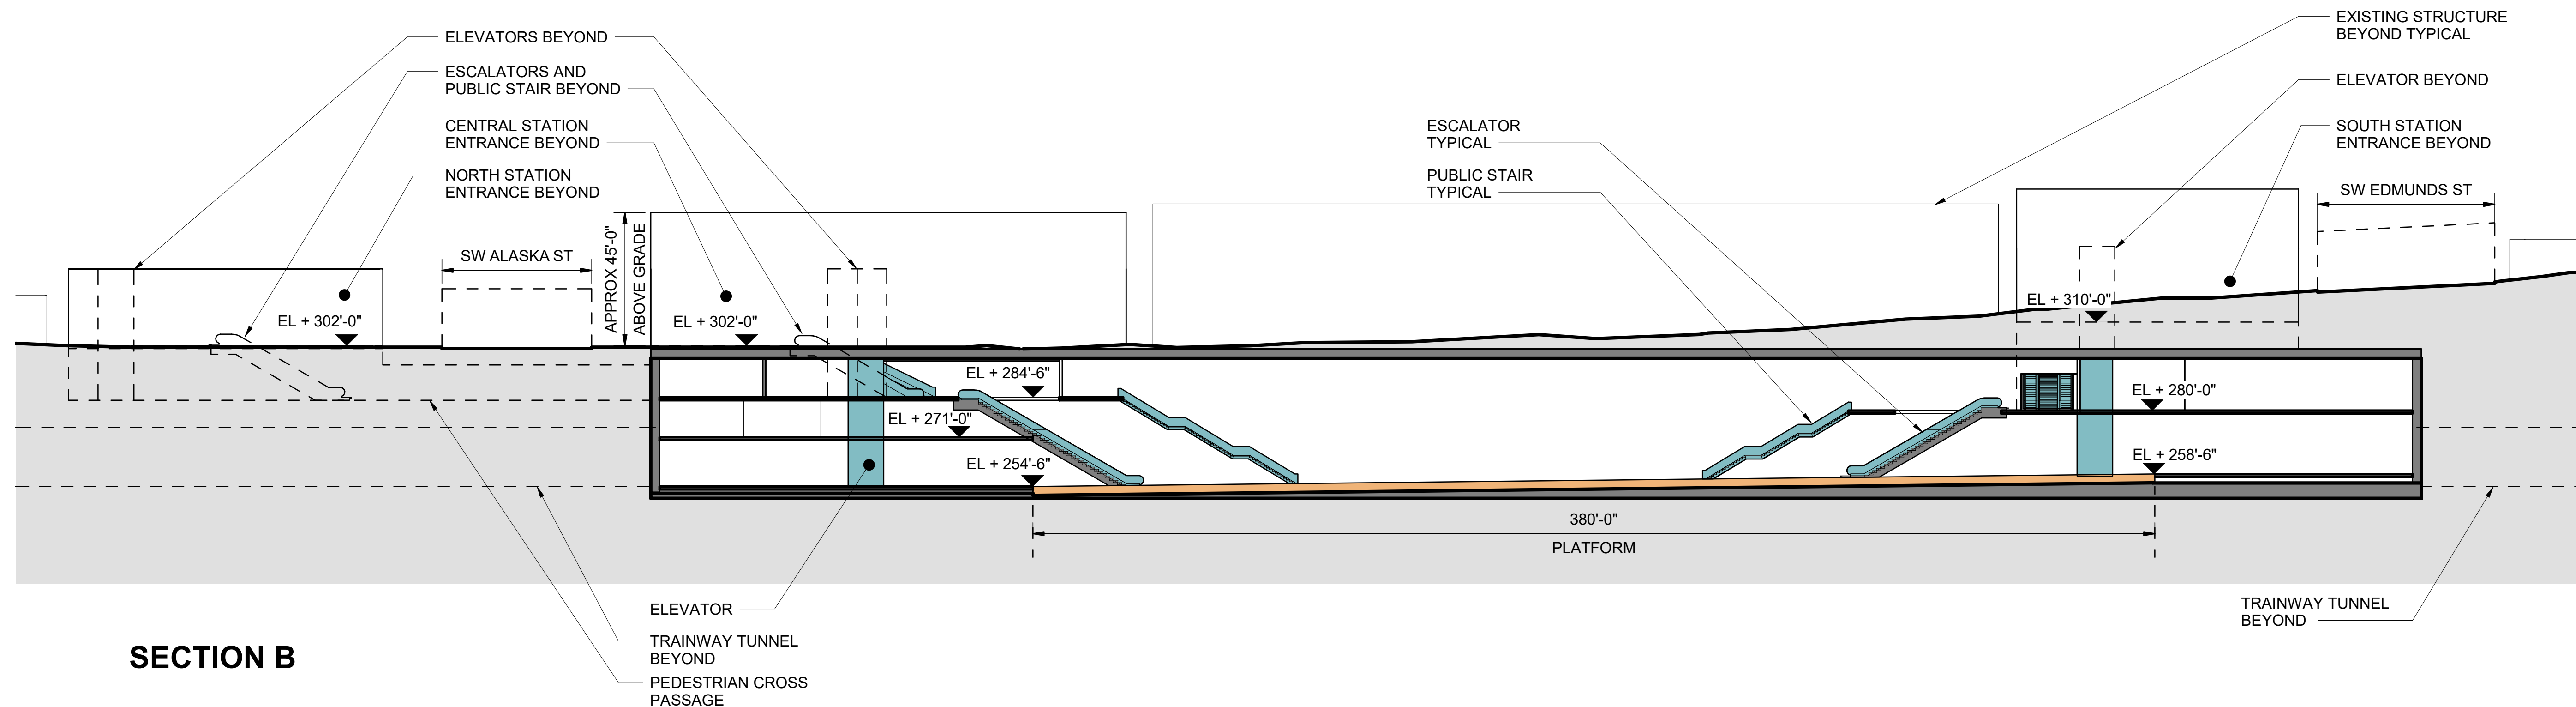 ELEVATORS BEYOND
ESCALATORS AND
PUBLIC STAIR BEYOND
CENTRAL STATION
ENTRANCE BEYOND
NORTH STATION
ENTRANCE BEYOND
ESCALATOR
TYPICAL
PUBLIC STAIR
TYPICAL
EXISTING STRUCTURE
BEYOND TYPICAL
ELEVATOR BEYOND
SOUTH STATION
ENTRANCE BEYOND
SW EDMUNDS ST
SW ALASKA ST
APPROX 45'-0"
ABOVE GRADE
EL + 302'-0"
EL + 302'-0"
EL + 310'-0"
EL + 284'-6"
EL + 271'-0"
EL + 254'-6"
EL + 280'-0"
EL + 258'-6"
380'-0"
PLATFORM
ELEVATOR
TRAINWAY TUNNEL
BEYOND
PEDESTRIAN CROSS
PASSAGE
TRAINWAY TUNNEL
BEYOND
SECTION B